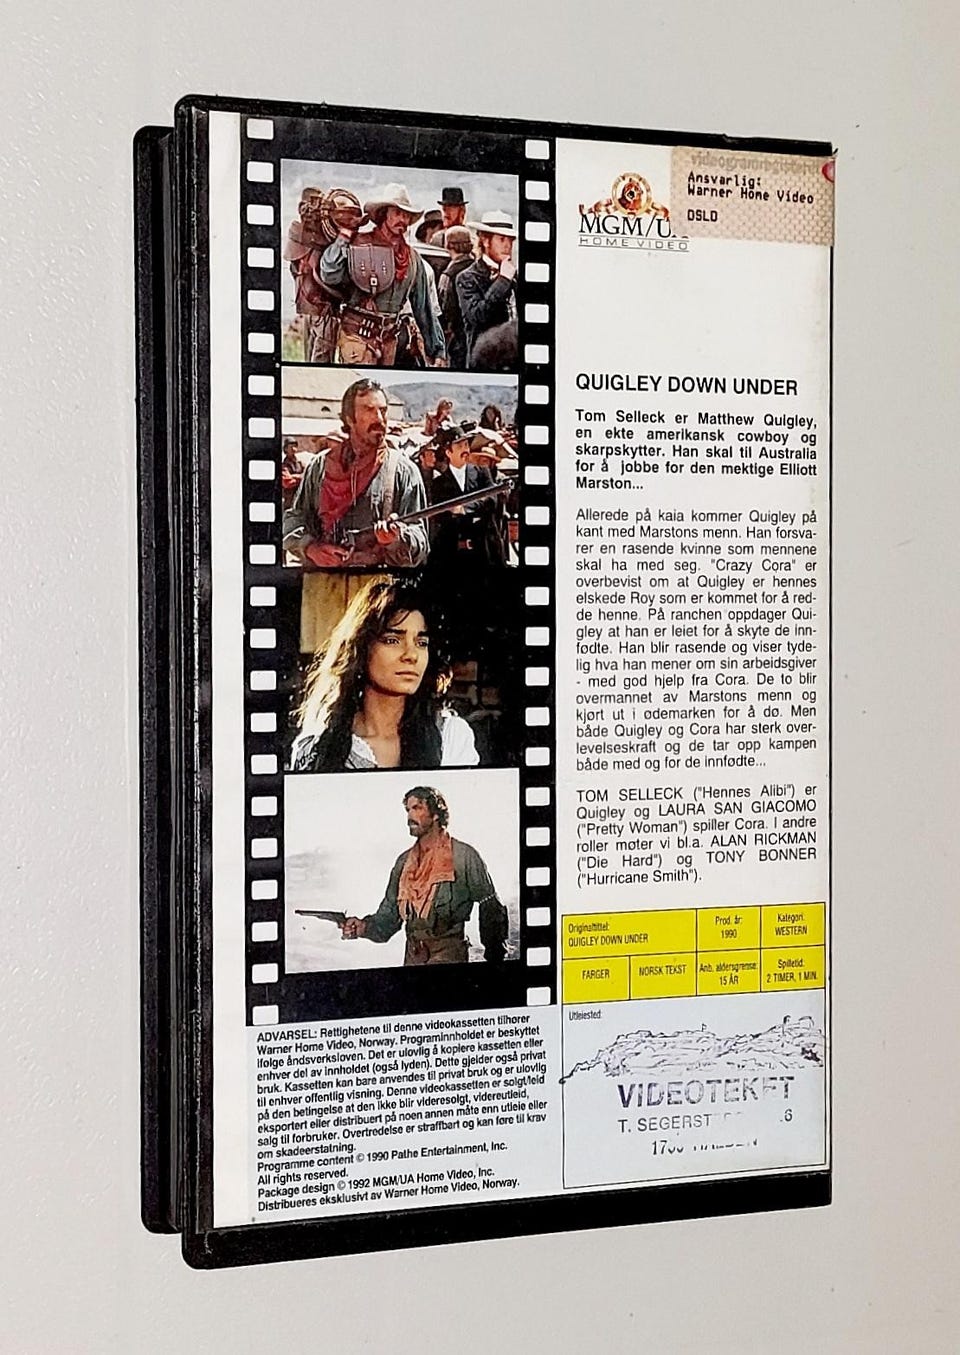 Ansvarlig:
Warner Home Video
OSLO
MGM/U
HOME VIDEO
QUIGLEY DOWN UNDER
Tom Selleck er Matthew Quigley,
en ekte amerikansk cowboy og
skarpskytter. Han skal til Australia
for å jobbe for den mektige Elliott
Marston...
Allerede på kaia kommer Quigley på
kant med Marstons menn. Han forsva-
rer en rasende kvinne som mennene
skal ha med seg. "Crazy Cora" er
overbevist om at Quigley er hennes
elskede Roy som er kommet for å red-
de henne. På ranchen oppdager Qui-
gley at han er leiet for å skyte de inn-
fødte. Han blir rasende og viser tyde-
lig hva han mener om sin arbeidsgiver
- med god hjelp fra Cora. De to blir
overmannet av Marstons menn og
kjørt ut i ødemarken for å dø. Men
både Quigley og Cora har sterk over-
levelseskraft og de tar opp kampen
både med og for de innfødte...
TOM SELLECK ("Hennes Alibi") er
Quigley og LAURA SAN GIACOMO
("Pretty Woman") spiller Cora. I andre
roller møter vi bl.a. ALAN RICKMAN
("Die Hard") og TONY BONNER
("Hurricane Smith").
Originaltittel:
QUIGLEY DOWN UNDER
Prod. år:
1990
Kategori:
WESTERN
FARGER
NORSK TEKST
Anb. aldersgrense:
15 ÅR
Spilletid:
2 TIMER, 1 MIN.
Utleiested:
VIDEOTEKET
T. SEGERST
6
ADVARSEL: Rettighetene til denne videokassetten tilhører
Warner Home Video, Norway. Programinnholdet er beskyttet
ifølge åndsverksloven. Det er ulovlig å kopiere kassetten eller
enhver del av innholdet (også lyden). Dette gjelder også privat
bruk. Kassetten kan bare anvendes til privat bruk og er ulovlig
til enhver offentlig visning. Denne videokassetten er solgt/leid
på den betingelse at den ikke blir videresolgt, videreutleid,
eksportert eller distribuert på noen annen måte enn utleie eller
salg til forbruker. Overtredelse er straffbart og kan føre til krav
om skadeerstatning.
Programme content © 1990 Pathe Entertainment, Inc.
All rights reserved.
Package design © 1992 MGM/UA Home Video, Inc.
Distribueres eksklusivt av Warner Home Video, Norway.